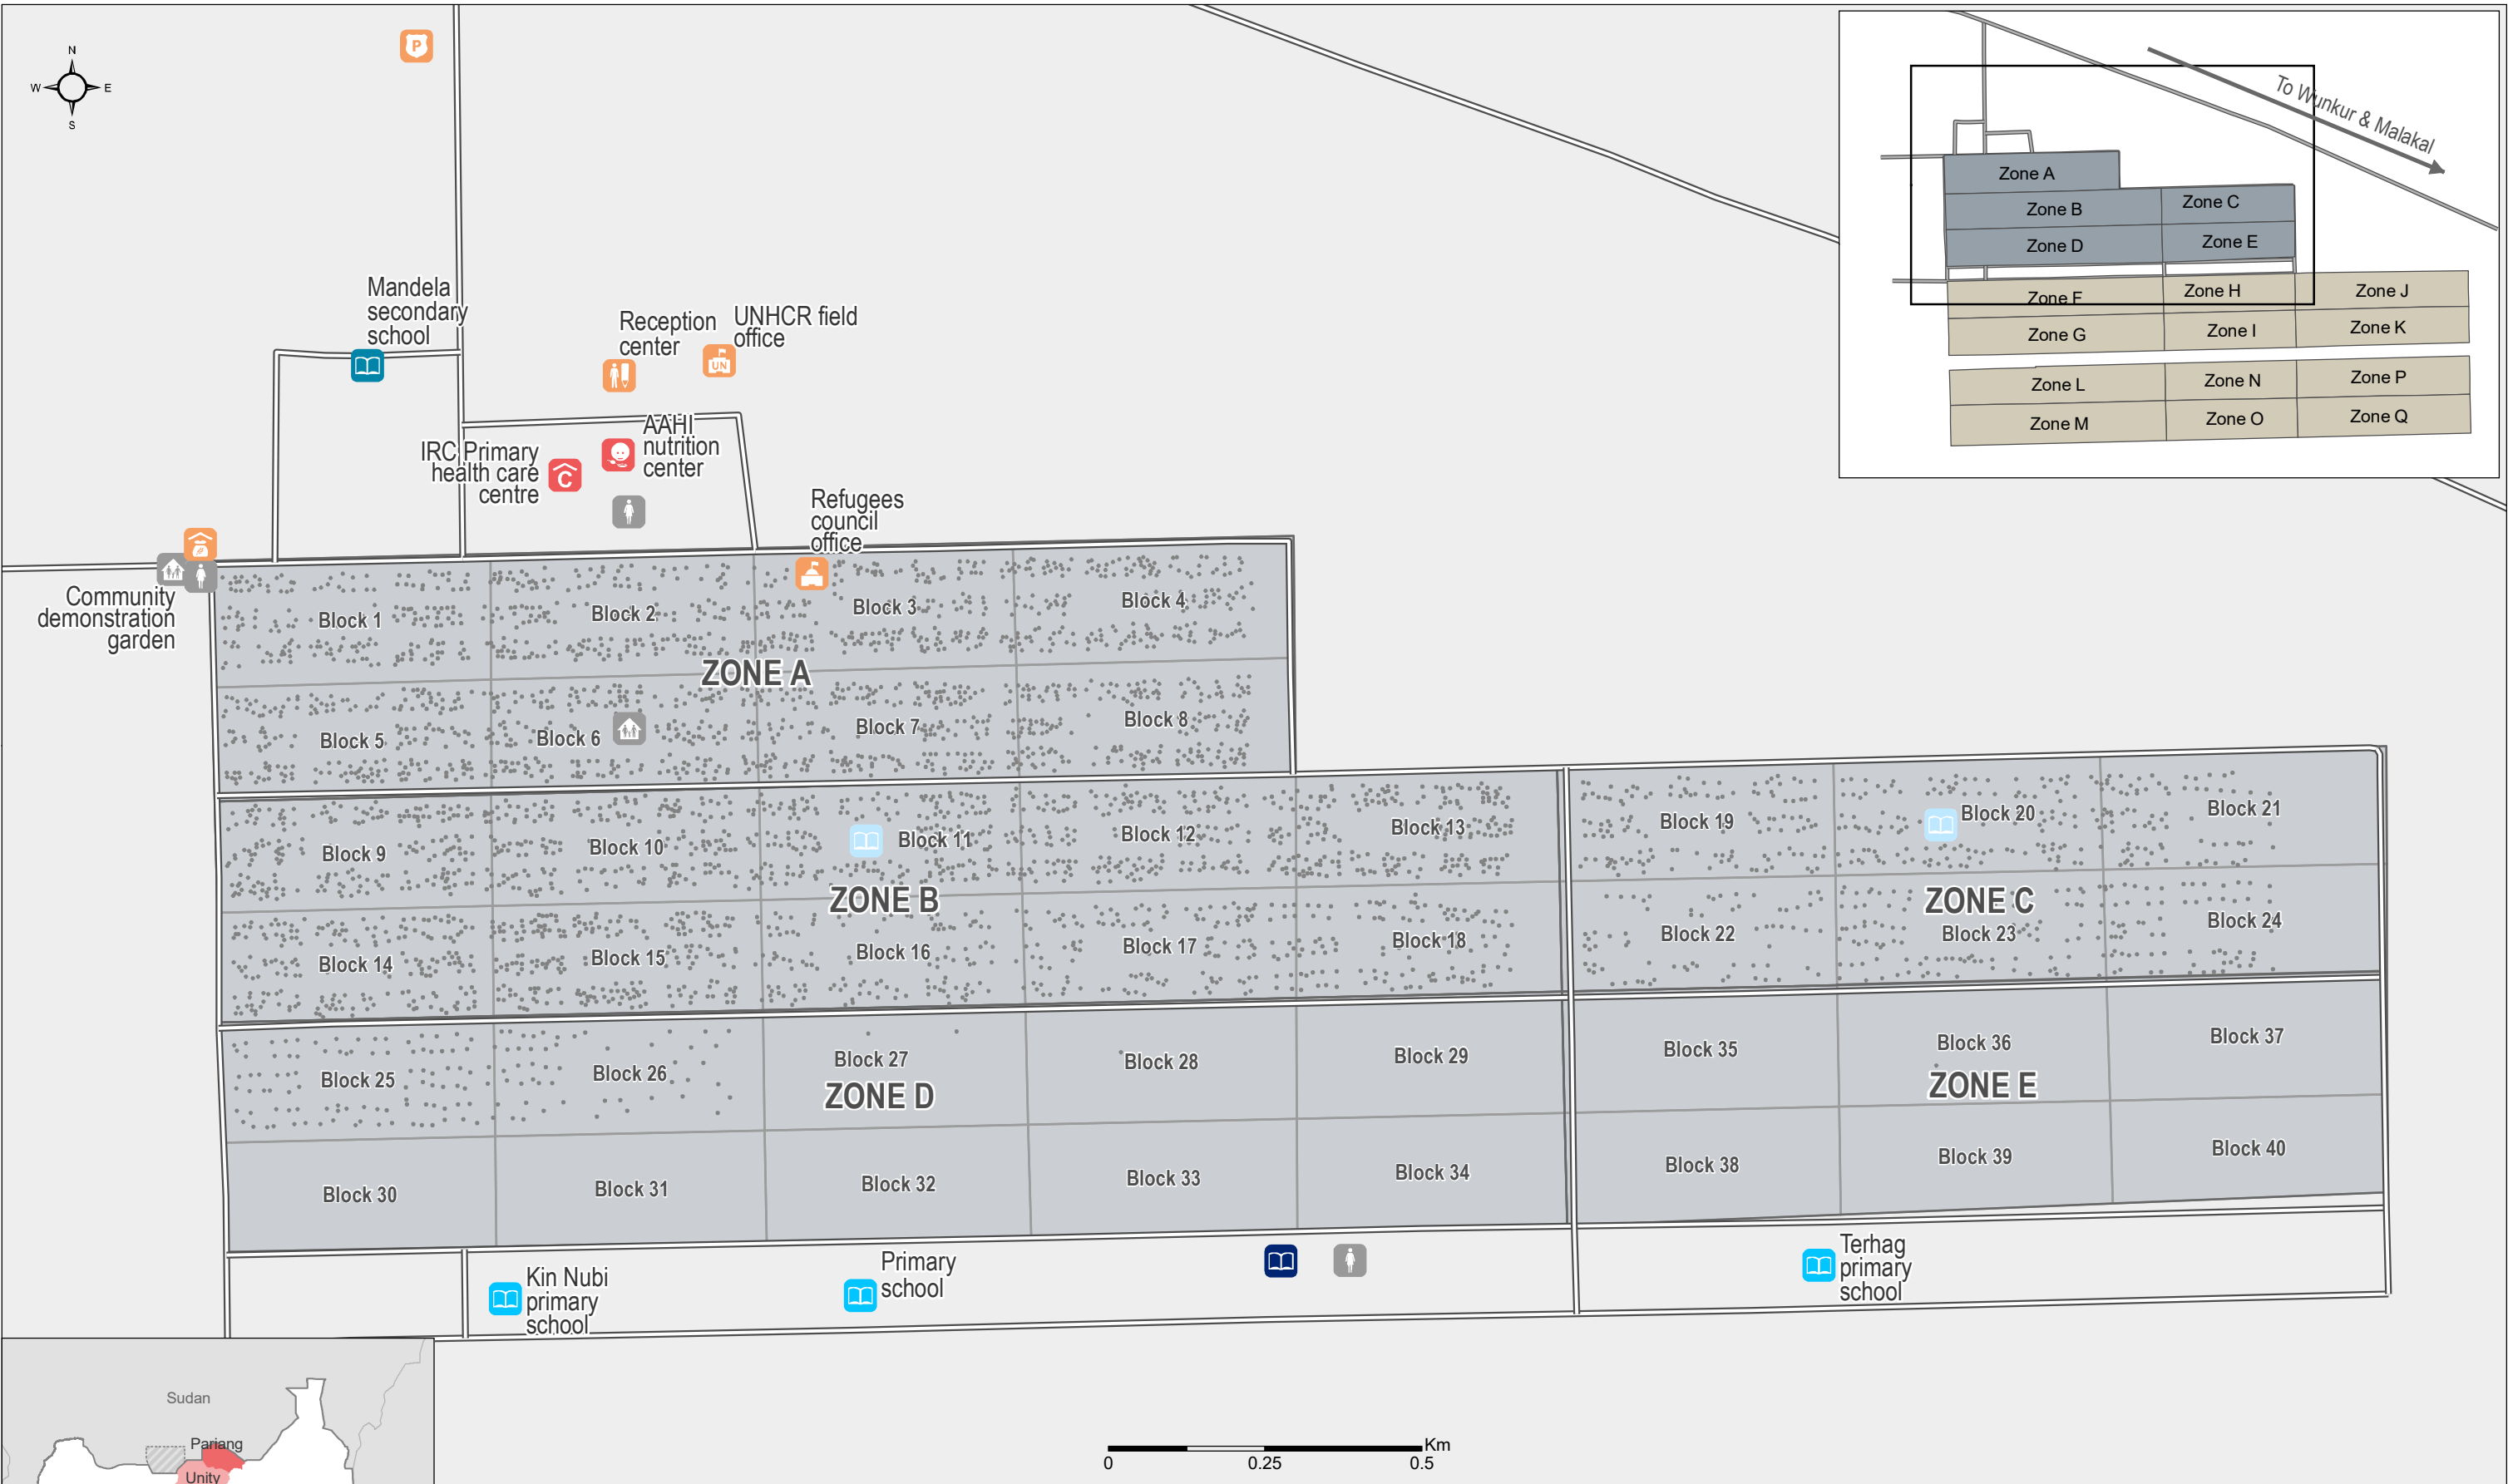 N
W
E
S
P
To Wunkur & Malakal
Zone A
Zone B
Zone C
Zone D
Zone E
Zone F
Zone H
Zone J
Zone G
Zone I
Zone K
Zone L
Zone N
Zone P
Zone M
Zone O
Zone Q
Mandela
secondary
school
Reception
center
UNHCR field
office
UN
AAHI
nutrition
center
IRC Primary
health care
centre
C
Refugees
council
office
Community
demonstration
garden
Block 1
Block 2
Block 3
Block 4
ZONE A
Block 5
Block 6
Block 7
Block 8
Block 9
Block 10
Block 11
Block 12
Block 13
ZONE B
Block 14
Block 15
Block 16
Block 17
Block 18
Block 19
Block 20
Block 21
ZONE C
Block 22
Block 23
Block 24
Block 25
Block 26
Block 27
Block 28
Block 29
ZONE D
Block 30
Block 31
Block 32
Block 33
Block 34
Block 35
Block 36
Block 37
ZONE E
Block 38
Block 39
Block 40
Kin Nubi
primary
school
Primary
school
Terhag
primary
school
Sudan
Pariang
Unity
Km
0
0.25
0.5